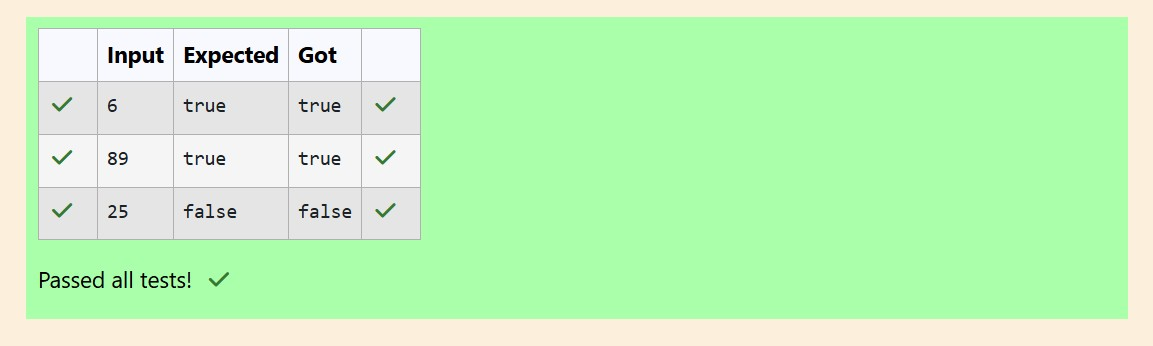 Input Expected Got
6 true true
89 true true
25 false false
Passed all tests!